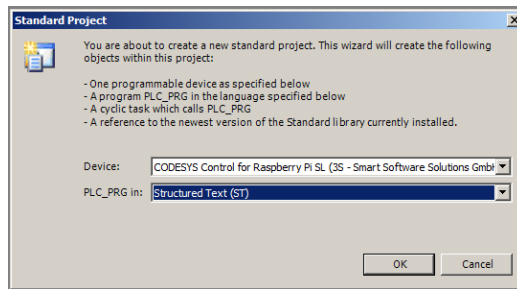 Standard Project
You are about to create a new standard project. This wizard will create the following
objects within this project:
- One programmable device as specified below
- A program PLC_PRG in the language specified below
- A cyclic task which calls PLC_PRG
- A reference to the newest version of the Standard library currently installed.
Device: CODESYS Control for Raspberry Pi SL (3S - Smart Software Solutions GmbH
PLC_PRG in: Structured Text (ST)
OK Cancel